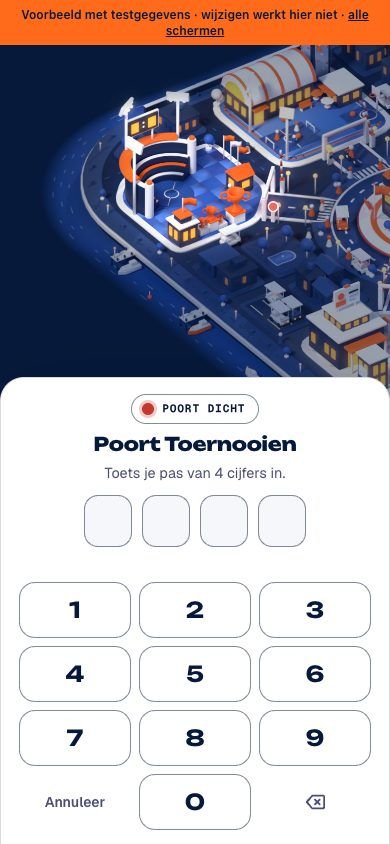 Voorbeeld met testgegevens · wijzigen werkt hier niet · alle
schermen
POORT DICHT
Poort Toernooien
Toets je pas van 4 cijfers in.
1 2 3
4 5 6
7 8 9
Annuleer 0